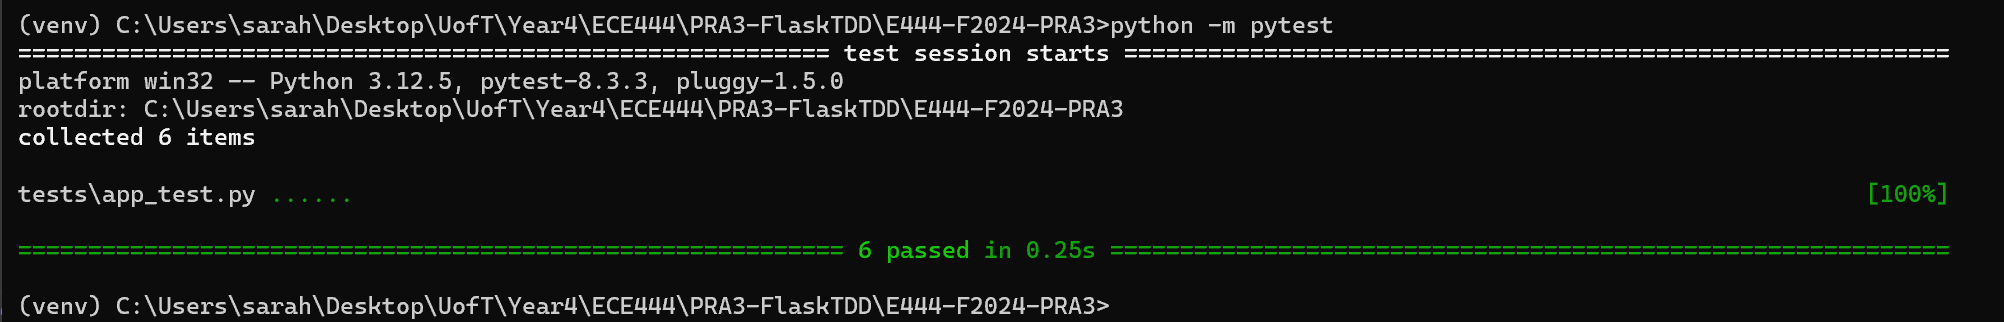 (venv) C:\Users\sarah\Desktop\UofT\Year4\ECE444\PRA3-FlaskTDD\E444-F2024-PRA3>python -m pytest
=========================================================== test session starts ===========================================================
platform win32 -- Python 3.12.5, pytest-8.3.3, pluggy-1.5.0
rootdir: C:\Users\sarah\Desktop\UofT\Year4\ECE444\PRA3-FlaskTDD\E444-F2024-PRA3
collected 6 items
tests\app_test.py ...... [100%]
============================================================ 6 passed in 0.25s ============================================================
(venv) C:\Users\sarah\Desktop\UofT\Year4\ECE444\PRA3-FlaskTDD\E444-F2024-PRA3>